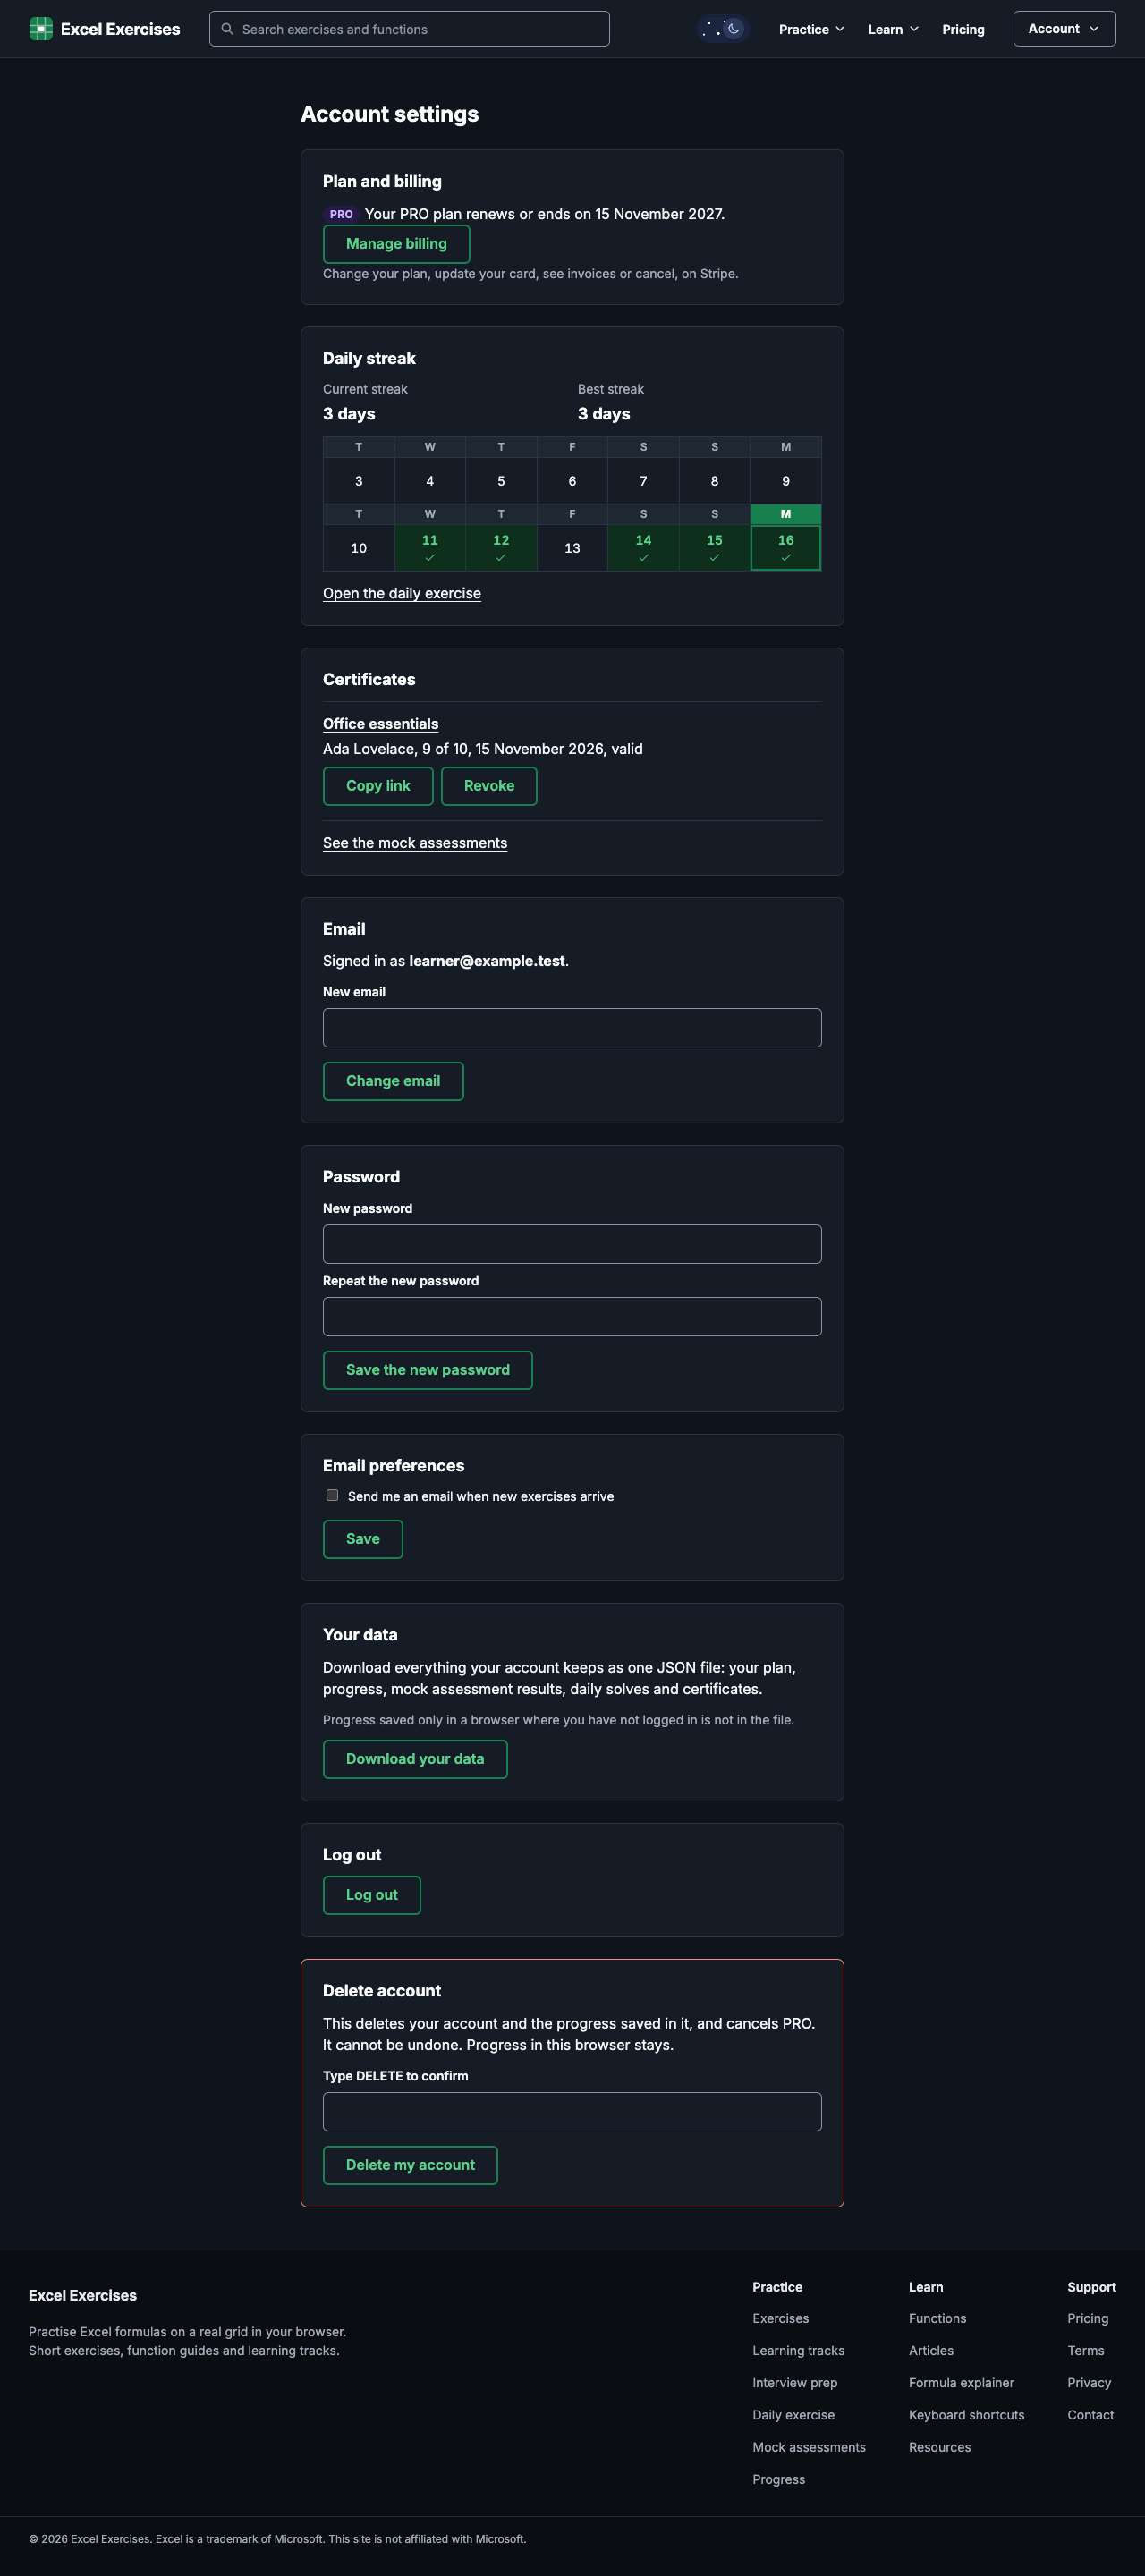 Excel Exercises
Search exercises and functions
Practice
Learn
Pricing
Account
Account settings
Plan and billing
PRO Your PRO plan renews or ends on 15 November 2027.
Manage billing
Change your plan, update your card, see invoices or cancel, on Stripe.
Daily streak
Current streak
3 days
Best streak
3 days
T W T F S S M
3 4 5 6 7 8 9
T W T F S S M
10 11 12 13 14 15 16
Open the daily exercise
Certificates
Office essentials
Ada Lovelace, 9 of 10, 15 November 2026, valid
Copy link
Revoke
See the mock assessments
Email
Signed in as learner@example.test.
New email
Change email
Password
New password
Repeat the new password
Save the new password
Email preferences
Send me an email when new exercises arrive
Save
Your data
Download everything your account keeps as one JSON file: your plan,
progress, mock assessment results, daily solves and certificates.
Progress saved only in a browser where you have not logged in is not in the file.
Download your data
Log out
Log out
Delete account
This deletes your account and the progress saved in it, and cancels PRO.
It cannot be undone. Progress in this browser stays.
Type DELETE to confirm
Delete my account
Excel Exercises
Practise Excel formulas on a real grid in your browser.
Short exercises, function guides and learning tracks.
Practice
Exercises
Learning tracks
Interview prep
Daily exercise
Mock assessments
Progress
Learn
Functions
Articles
Formula explainer
Keyboard shortcuts
Resources
Support
Pricing
Terms
Privacy
Contact
© 2026 Excel Exercises. Excel is a trademark of Microsoft. This site is not affiliated with Microsoft.